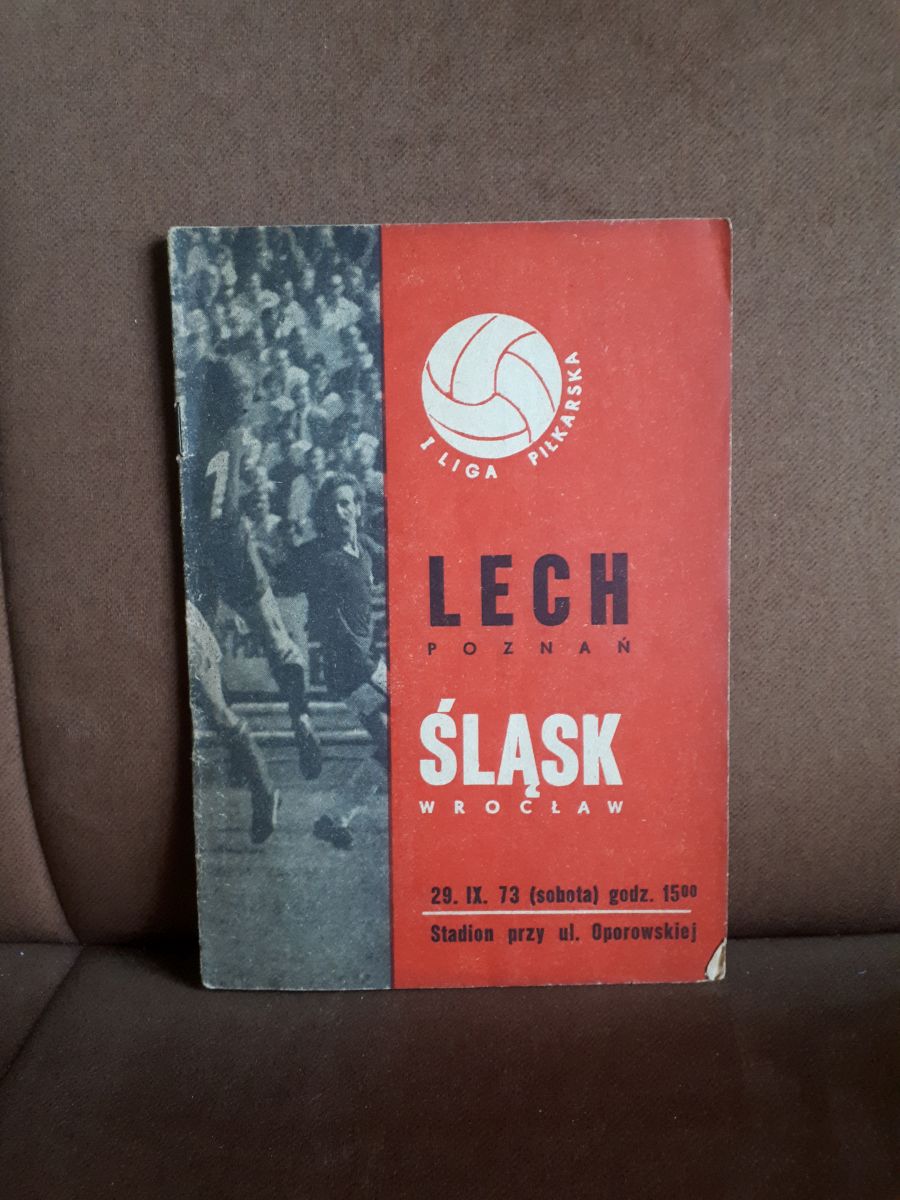 I LIGA PIŁKARSKA
LECH
POZNAŃ
ŚLĄSK
WROCŁAW
29. IX. 73 (sobota) godz. 15⁰⁰
Stadion przy ul. Oporowskiej